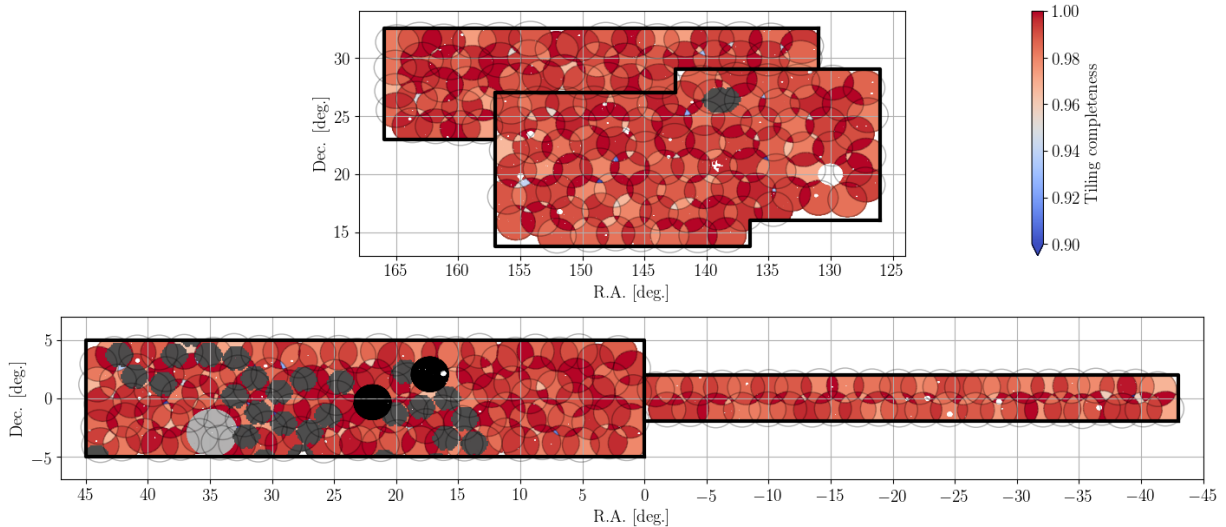 30
25
20
15
Dec. [deg.]
165 160 155 150 145 140 135 130 125
R.A. [deg.]
1.00
0.98
0.96
0.94
0.92
0.90
Tiling completeness
5
0
−5
Dec. [deg.]
45 40 35 30 25 20 15 10 5 0 −5 −10 −15 −20 −25 −30 −35 −40 −45
R.A. [deg.]